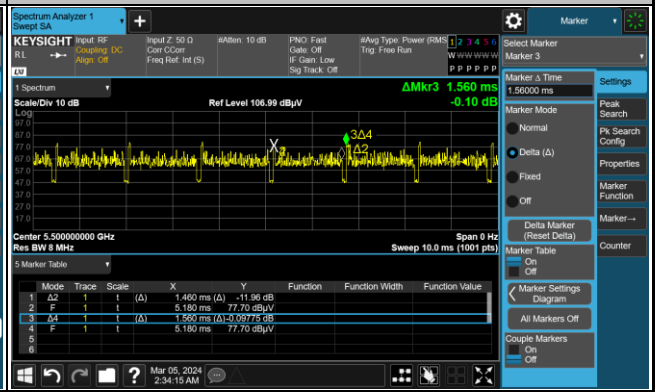 Spectrum Analyzer 1
Swept SA
+
Marker
KEYSIGHT
RL
Input: RF
Coupling: DC
Align: Off
Input Z: 50 Ω
Corr CCorr
Freq Ref: Int (S)
#Atten: 10 dB
PNO: Fast
Gate: Off
IF Gain: Low
Sig Track: Off
#Avg Type: Power (RMS
Trig: Free Run
1 2 3 4 5 6
W W W W W W
P P P P P P
Select Marker
Marker 3
1 Spectrum
ΔMkr3 1.560 ms
-0.10 dB
Scale/Div 10 dB
Ref Level 106.99 dBµV
Log
97.0
87.0
77.0
67.0
57.0
47.0
37.0
27.0
17.0
3Δ4
1Δ2
X
Center 5.500000000 GHz
Res BW 8 MHz
Span 0 Hz
Sweep 10.0 ms (1001 pts)
5 Marker Table
Mode Trace Scale X Y Function Function Width Function Value
1 Δ2 1 t (Δ) 1.460 ms (Δ) -11.96 dB
2 F 1 t 5.180 ms 77.70 dBµV
3 Δ4 1 t (Δ) 1.560 ms (Δ) -0.09775 dB
4 F 1 t 5.180 ms 77.70 dBµV
5
6
Marker Δ Time
1.56000 ms
Marker Mode
Normal
Delta (Δ)
Fixed
Off
Delta Marker
(Reset Delta)
Marker Table
On
Off
Marker Settings
Diagram
All Markers Off
Couple Markers
On
Off
Settings
Peak
Search
Pk Search
Config
Properties
Marker
Function
Marker→
Counter
?
Mar 05, 2024
2:34:15 AM